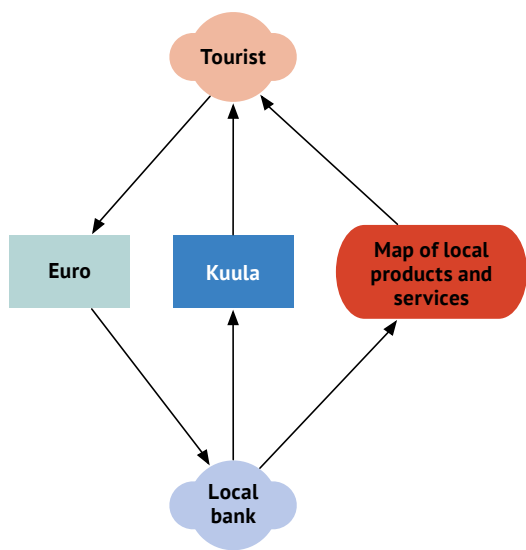 Tourist
Euro
Kuula
Map of local
products and
services
Local
bank